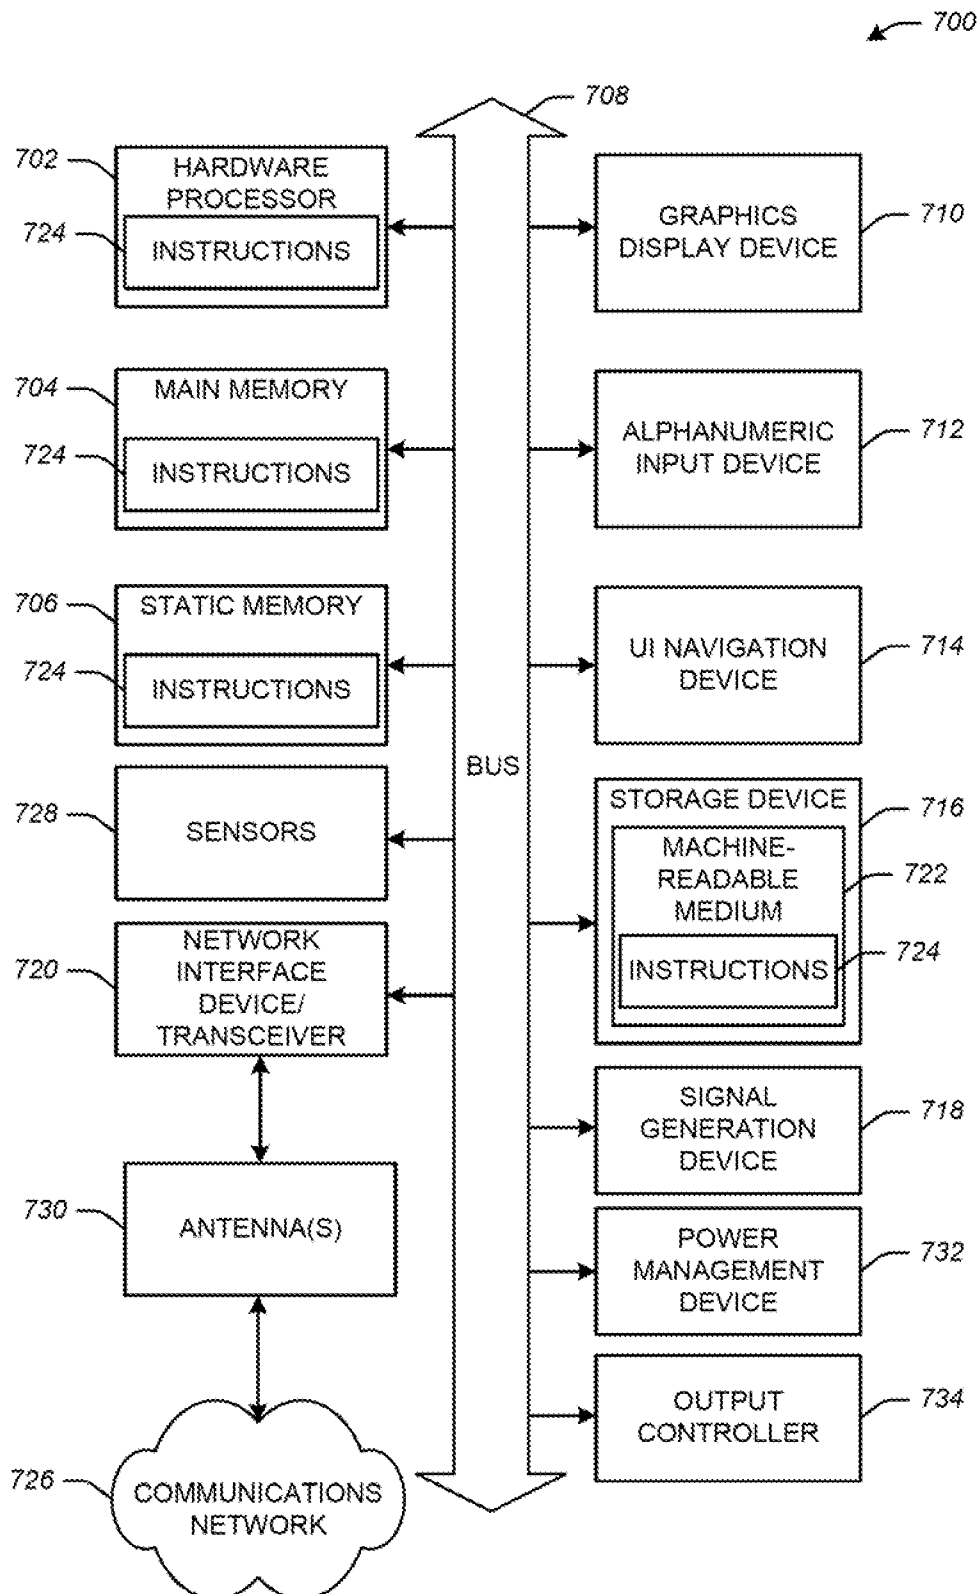 700
708
702
HARDWARE
PROCESSOR
724
INSTRUCTIONS
704
MAIN MEMORY
724
INSTRUCTIONS
706
STATIC MEMORY
724
INSTRUCTIONS
728
SENSORS
720
NETWORK
INTERFACE
DEVICE/
TRANSCEIVER
730
ANTENNA(S)
726
COMMUNICATIONS
NETWORK
BUS
GRAPHICS
DISPLAY DEVICE
710
ALPHANUMERIC
INPUT DEVICE
712
UI NAVIGATION
DEVICE
714
STORAGE DEVICE
716
MACHINE-
READABLE
MEDIUM
722
INSTRUCTIONS
724
SIGNAL
GENERATION
DEVICE
718
POWER
MANAGEMENT
DEVICE
732
OUTPUT
CONTROLLER
734